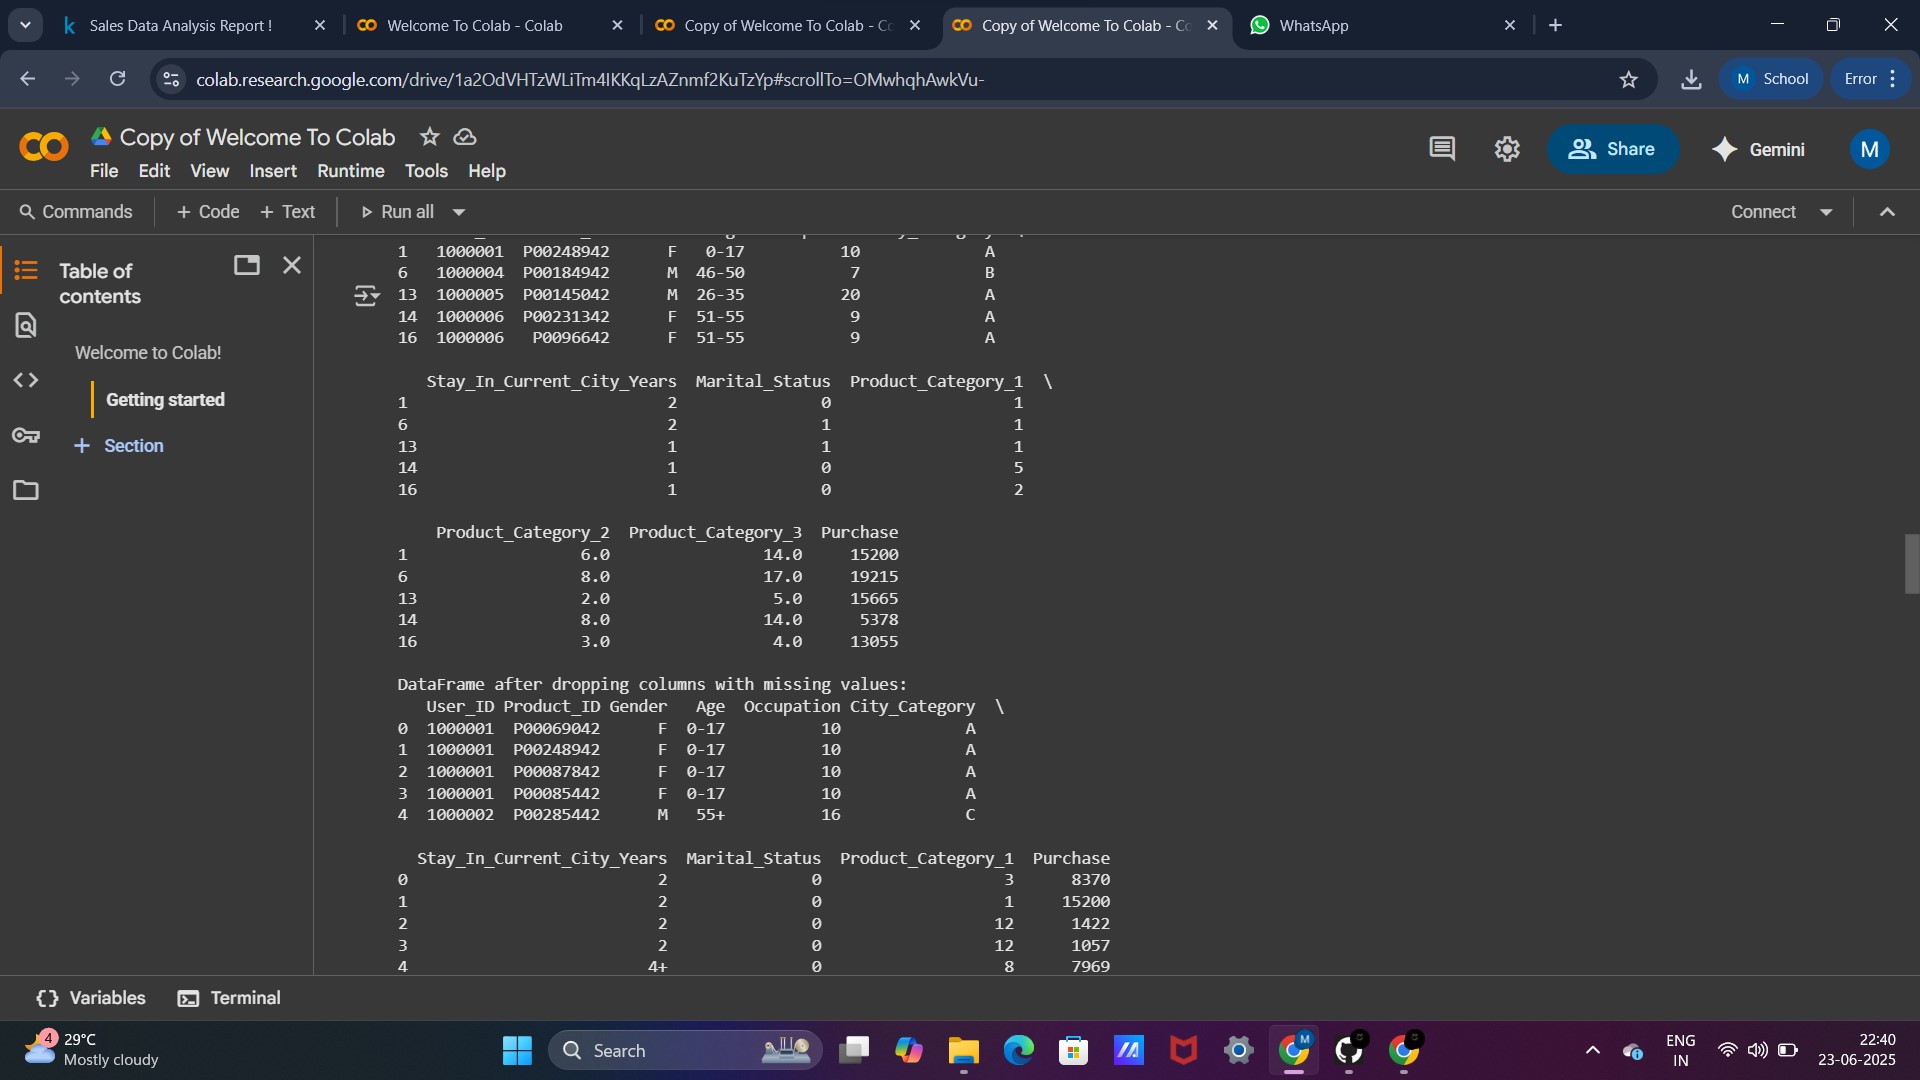 Sales Data Analysis Report !
Welcome To Colab - Colab
Copy of Welcome To Colab - Co
Copy of Welcome To Colab - Co
WhatsApp
colab.research.google.com/drive/1a2OdVHTzWLiTm4IKKqLzAZnmf2KuTzYp#scrollTo=OMwhqhAwkVu-
M School
Error
Copy of Welcome To Colab
File Edit View Insert Runtime Tools Help
Share
Gemini
M
Commands + Code + Text Run all
Connect
Table of
contents
Welcome to Colab!
Getting started
+ Section
1 1000001 P00248942 F 0-17 10 A
6 1000004 P00184942 M 46-50 7 B
13 1000005 P00145042 M 26-35 20 A
14 1000006 P00231342 F 51-55 9 A
16 1000006 P0096642 F 51-55 9 A
Stay_In_Current_City_Years Marital_Status Product_Category_1 \
1 2 0 1
6 2 1 1
13 1 1 1
14 1 0 5
16 1 0 2
Product_Category_2 Product_Category_3 Purchase
1 6.0 14.0 15200
6 8.0 17.0 19215
13 2.0 5.0 15665
14 8.0 14.0 5378
16 3.0 4.0 13055
DataFrame after dropping columns with missing values:
User_ID Product_ID Gender Age Occupation City_Category \
0 1000001 P00069042 F 0-17 10 A
1 1000001 P00248942 F 0-17 10 A
2 1000001 P00087842 F 0-17 10 A
3 1000001 P00085442 F 0-17 10 A
4 1000002 P00285442 M 55+ 16 C
Stay_In_Current_City_Years Marital_Status Product_Category_1 Purchase
0 2 0 3 8370
1 2 0 1 15200
2 2 0 12 1422
3 2 0 12 1057
4 4+ 0 8 7969
Variables
Terminal
4
29°C
Mostly cloudy
Search
M
ENG
IN
22:40
23-06-2025